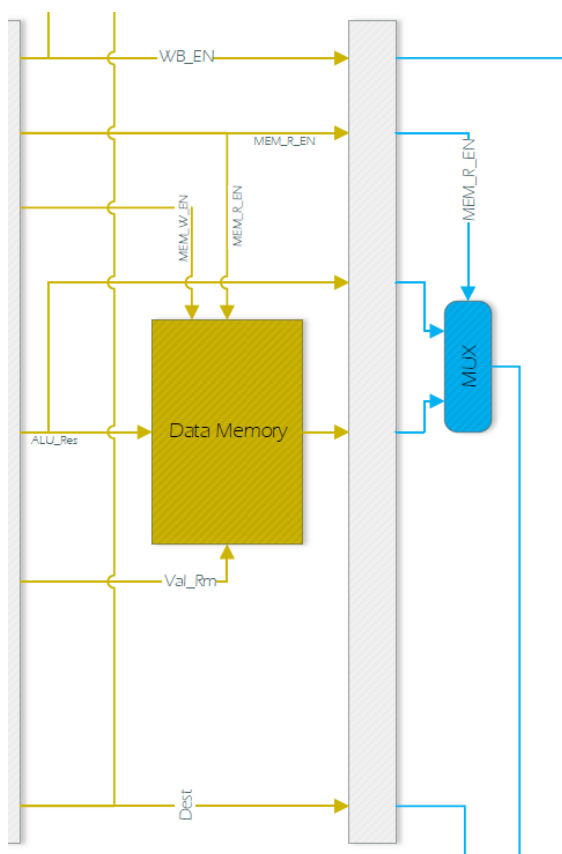 WB_EN
MEM_R_EN
MEM_R_EN
MEM_W_EN
MEM_R_EN
MUX
Data Memory
ALU_Res
Val_Rm
Dest